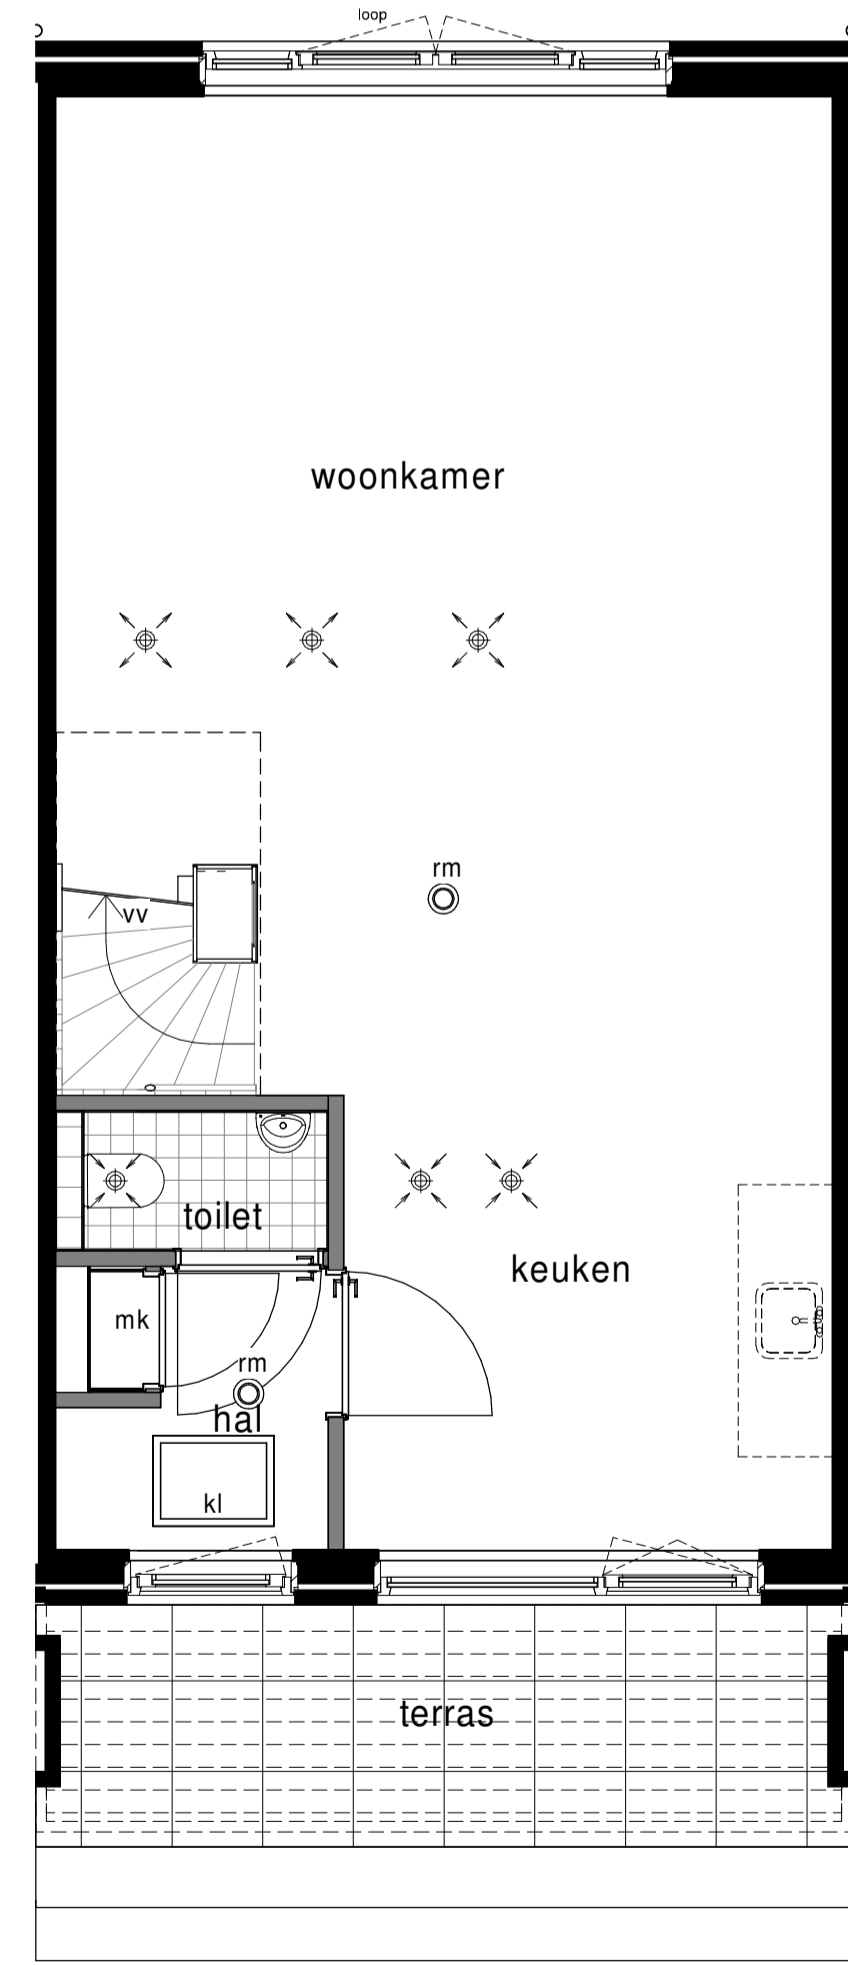 loop
woonkamer
rm
vv
toilet
keuken
mk
rm
hal
kl
terras